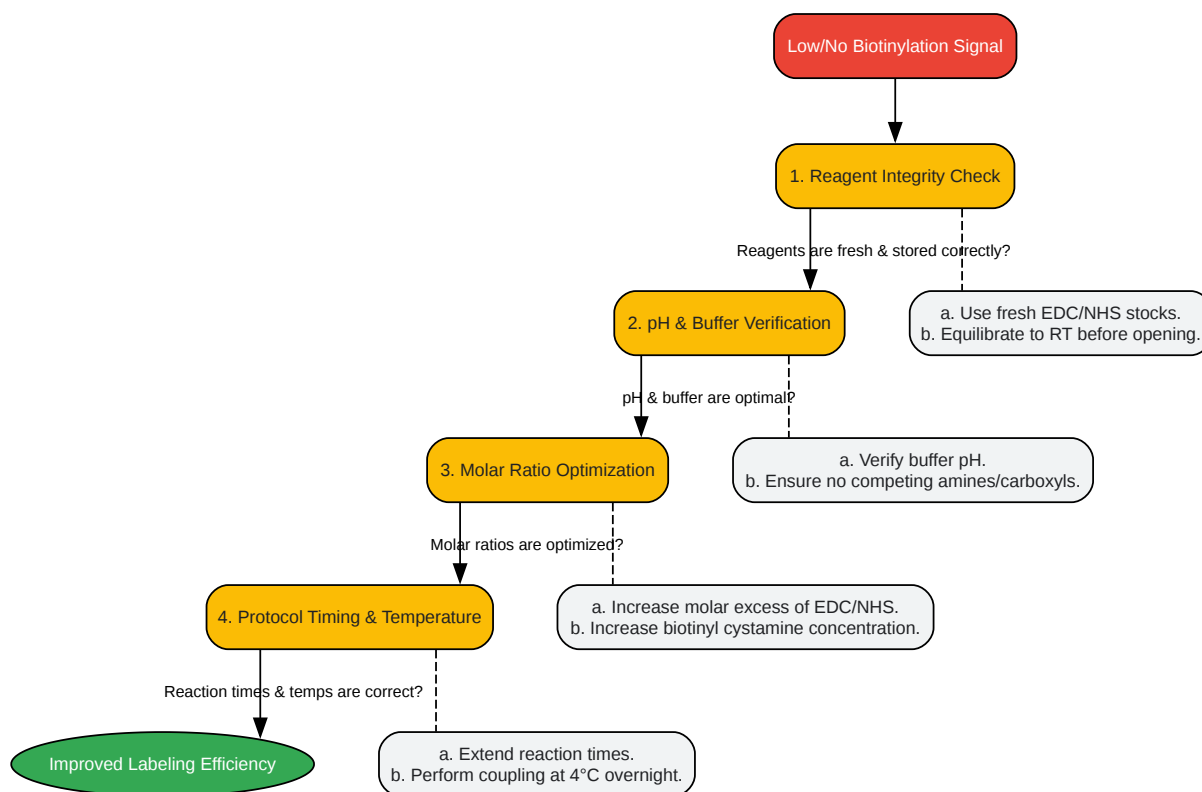 Low/No Biotinylation Signal
1. Reagent Integrity Check
Reagents are fresh & stored correctly?
a. Use fresh EDC/NHS stocks.
b. Equilibrate to RT before opening.
2. pH & Buffer Verification
pH & buffer are optimal?
a. Verify buffer pH.
b. Ensure no competing amines/carboxyls.
3. Molar Ratio Optimization
Molar ratios are optimized?
a. Increase molar excess of EDC/NHS.
b. Increase biotinyl cystamine concentration.
4. Protocol Timing & Temperature
Reaction times & temps are correct?
a. Extend reaction times.
b. Perform coupling at 4°C overnight.
Improved Labeling Efficiency